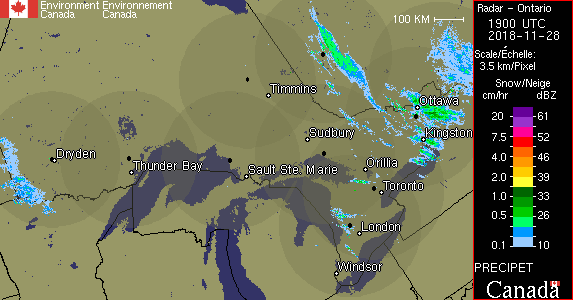 Environment Environnement
Canada Canada
100 KM
Timmins
Ottawa
Sudbury
Kingston
Dryden
Thunder Bay
Sault Ste. Marie
Orillia
Toronto
London
Windsor
Radar - Ontario
1900 UTC
2018-11-28
Scale/Échelle:
3.5 km/Pixel
Snow/Neige
cm/hr dBZ
20 61
7.5 52
4.0 46
2.0 39
1.0 33
0.5 26
0.1 10
PRECIPET
Canada